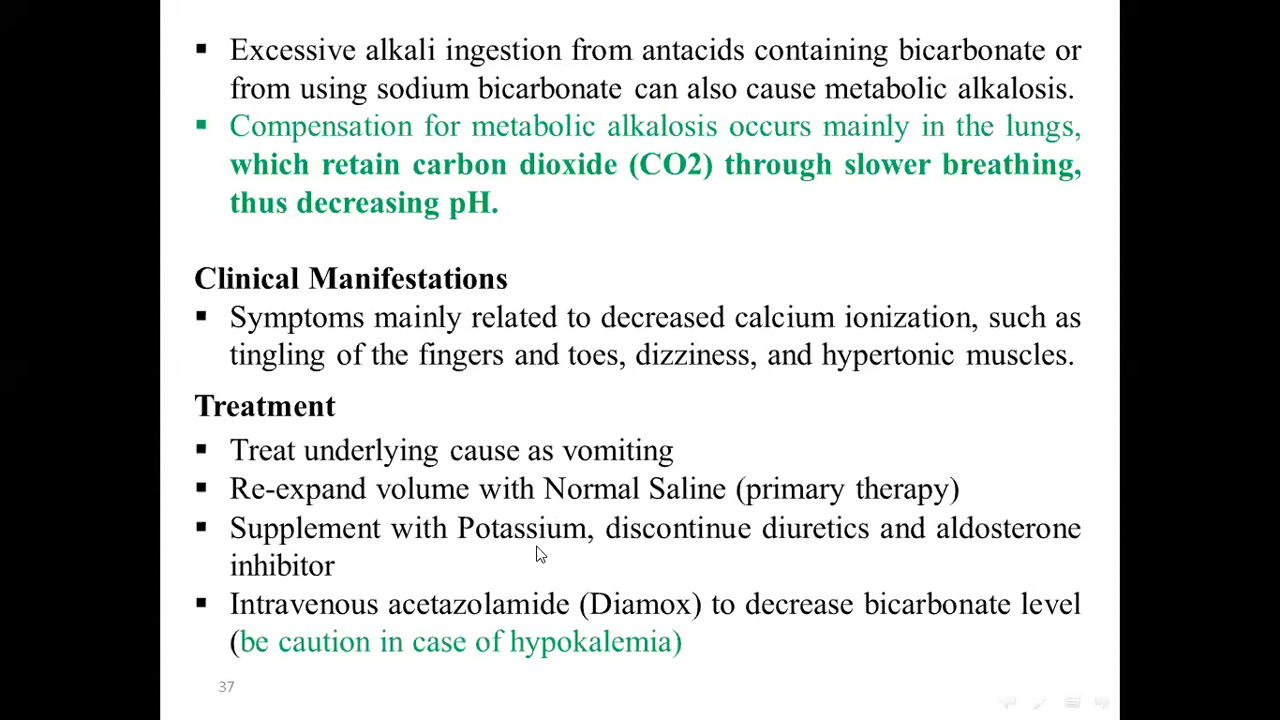 ▪ Excessive alkali ingestion from antacids containing bicarbonate or
from using sodium bicarbonate can also cause metabolic alkalosis.
▪ Compensation for metabolic alkalosis occurs mainly in the lungs,
which retain carbon dioxide (CO2) through slower breathing,
thus decreasing pH.
Clinical Manifestations
▪ Symptoms mainly related to decreased calcium ionization, such as
tingling of the fingers and toes, dizziness, and hypertonic muscles.
Treatment
▪ Treat underlying cause as vomiting
▪ Re-expand volume with Normal Saline (primary therapy)
▪ Supplement with Potassium, discontinue diuretics and aldosterone
inhibitor
▪ Intravenous acetazolamide (Diamox) to decrease bicarbonate level
(be caution in case of hypokalemia)
37